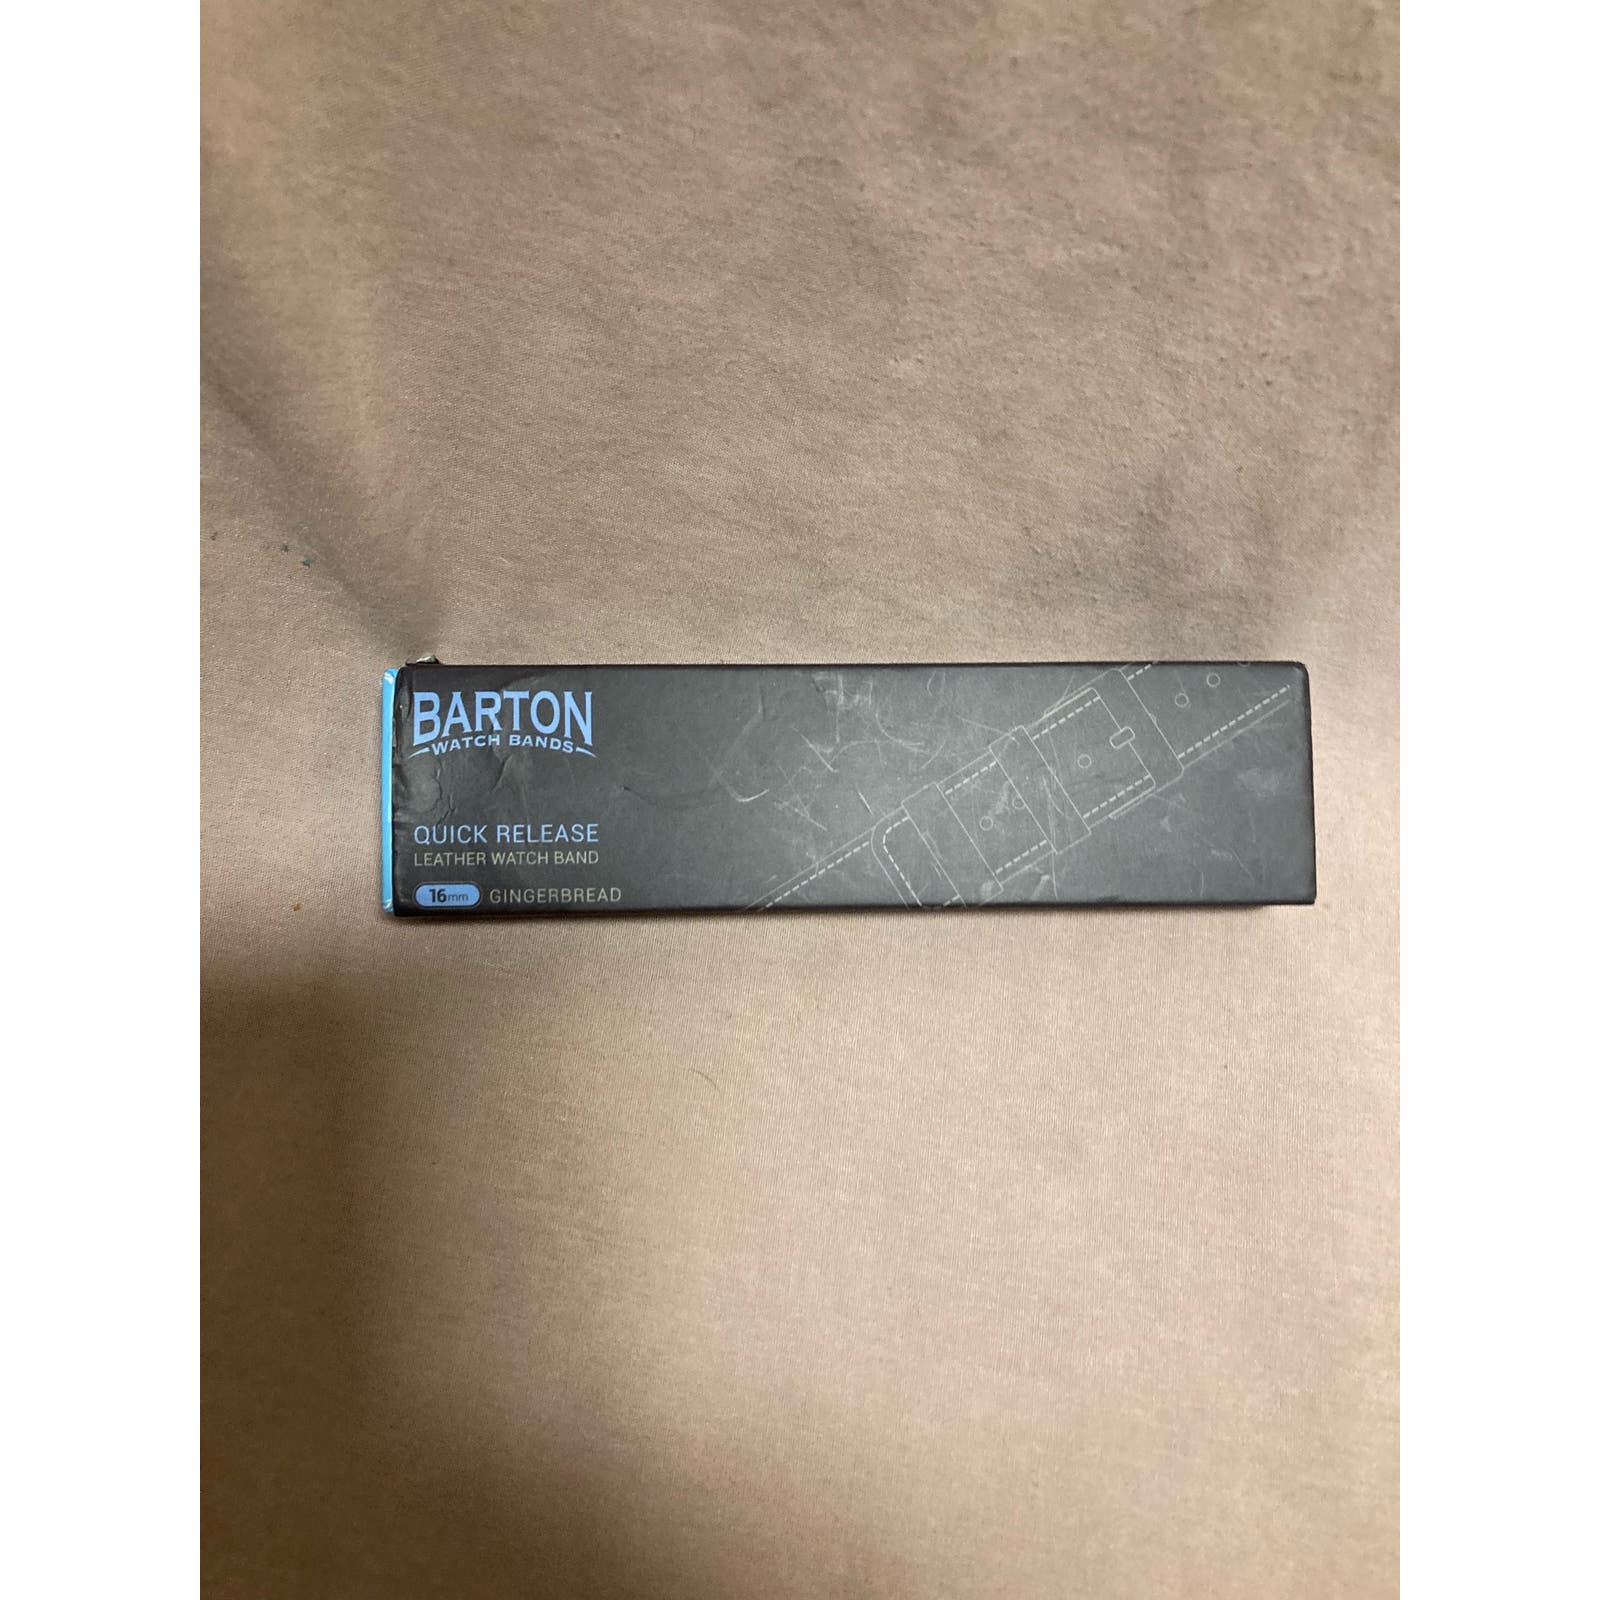 BARTON
WATCH BANDS
QUICK RELEASE
LEATHER WATCH BAND
16mm GINGERBREAD